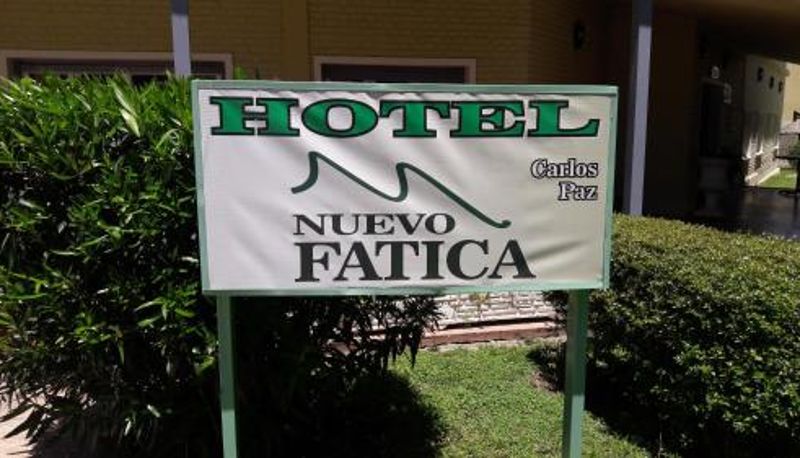 HOTEL
Carlos
Paz
NUEVO
FATICA